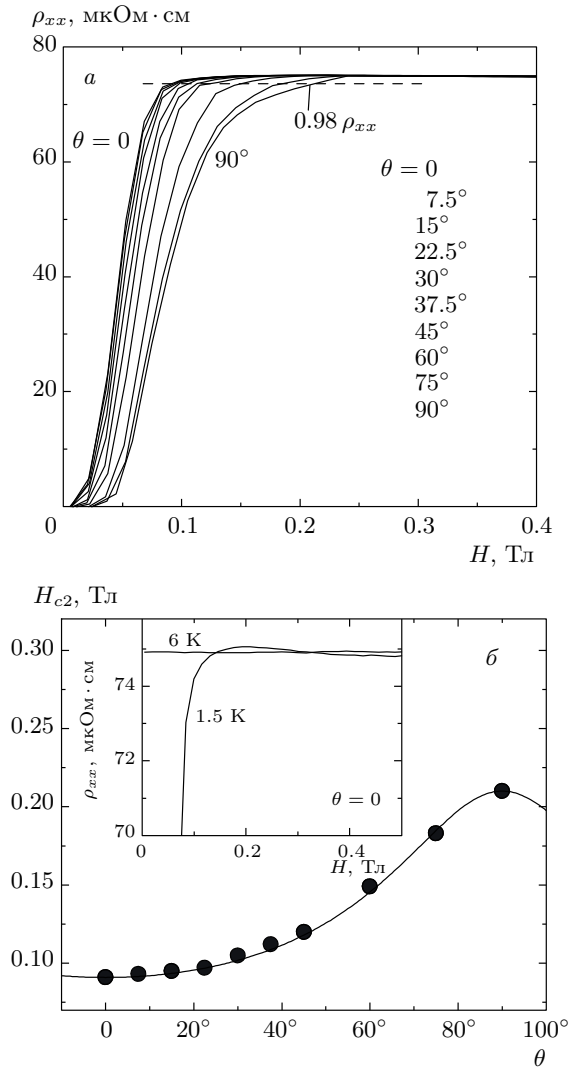 ρxx, мкОм · см
80
a
0.98 ρxx
θ = 0
90°
θ = 0
7.5°
15°
22.5°
30°
37.5°
45°
60°
75°
90°
60
40
20
0
0.1
0.2
0.3
0.4
H, Тл
Hc2, Тл
0.30
0.25
0.20
0.15
0.10
б
ρxx, мкОм · см
74
72
70
6 K
1.5 K
θ = 0
0
0.2
0.4
H, Тл
0
20°
40°
60°
80°
100°
θ